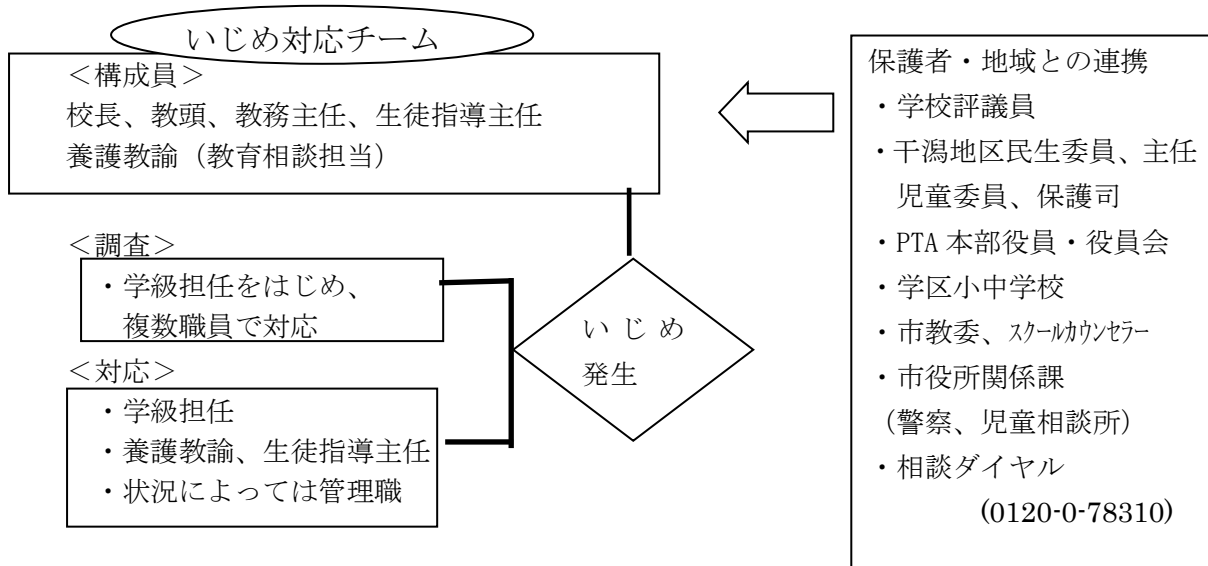 いじめ対応チーム
＜構成員＞
校長、教頭、教務主任、生徒指導主任
養護教諭（教育相談担当）
＜調査＞
・学級担任をはじめ、
複数職員で対応
＜対応＞
・学級担任
・養護教諭、生徒指導主任
・状況によっては管理職
いじめ
発生
保護者・地域との連携
・学校評議員
・干潟地区民生委員、主任
児童委員、保護司
・PTA 本部役員・役員会
・学区小中学校
・市教委、ｽｸｰﾙｶｳﾝｾﾗｰ
・市役所関係課
（警察、児童相談所）
・相談ダイヤル
(0120-0-78310)